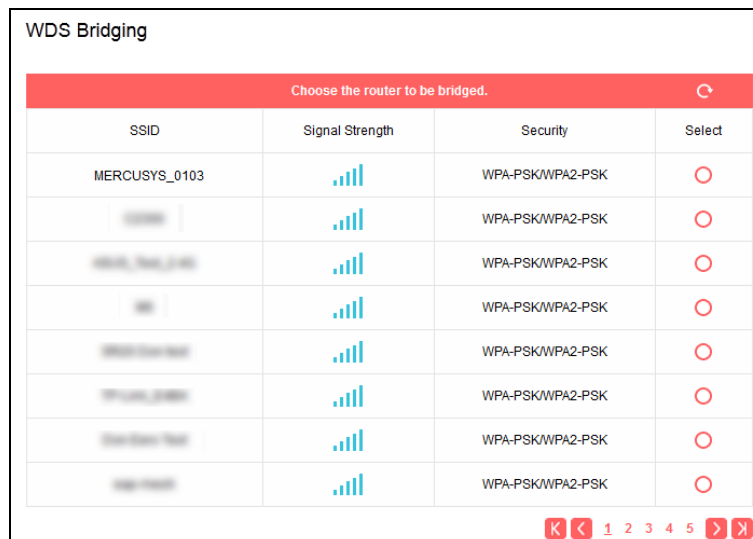 WDS Bridging
Choose the router to be bridged.
SSID Signal Strength Security Select
MERCUSYS_0103 WPA-PSK/WPA2-PSK
WPA-PSK/WPA2-PSK
WPA-PSK/WPA2-PSK
WPA-PSK/WPA2-PSK
WPA-PSK/WPA2-PSK
WPA-PSK/WPA2-PSK
WPA-PSK/WPA2-PSK
WPA-PSK/WPA2-PSK
1 2 3 4 5